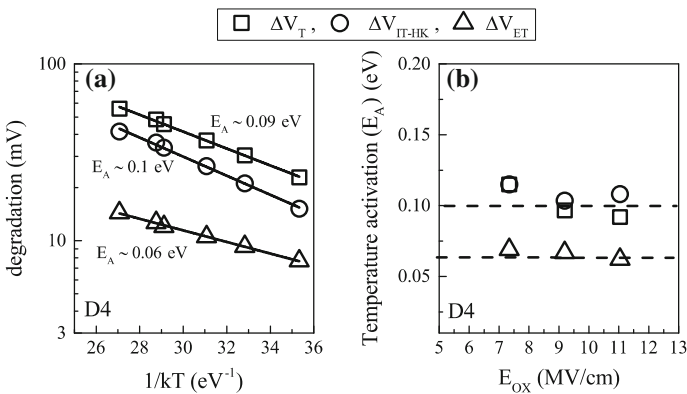 ΔV_T , ΔV_IT-HK , ΔV_ET
(a)
degradation (mV)
100
10
3
E_A ~ 0.09 eV
E_A ~ 0.1 eV
E_A ~ 0.06 eV
D4
26 28 30 32 34 36
1/kT (eV^-1)
(b)
Temperature activation (E_A) (eV)
0.20
0.15
0.10
0.05
D4
5 6 7 8 9 10 11 12 13
E_OX (MV/cm)